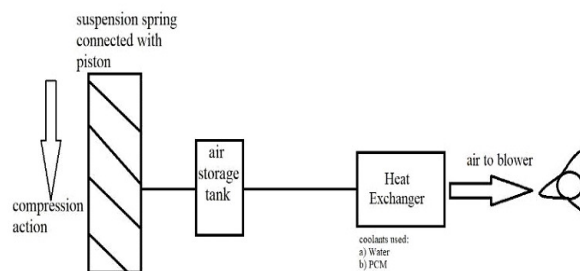 suspension spring
connected with
piston
compression
action
air
storage
tank
Heat
Exchanger
coolants used:
a) Water
b) PCM
air to blower